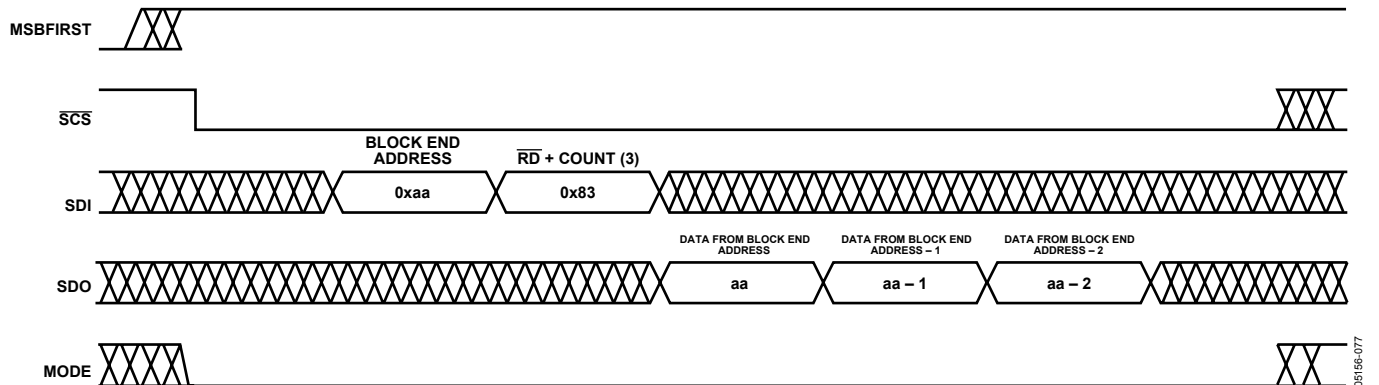 MSBFIRST
SCS
BLOCK END
ADDRESS
RD + COUNT (3)
SDI
0xaa
0x83
DATA FROM BLOCK END
ADDRESS
DATA FROM BLOCK END
ADDRESS – 1
DATA FROM BLOCK END
ADDRESS – 2
SDO
aa
aa – 1
aa – 2
MODE
05156-077